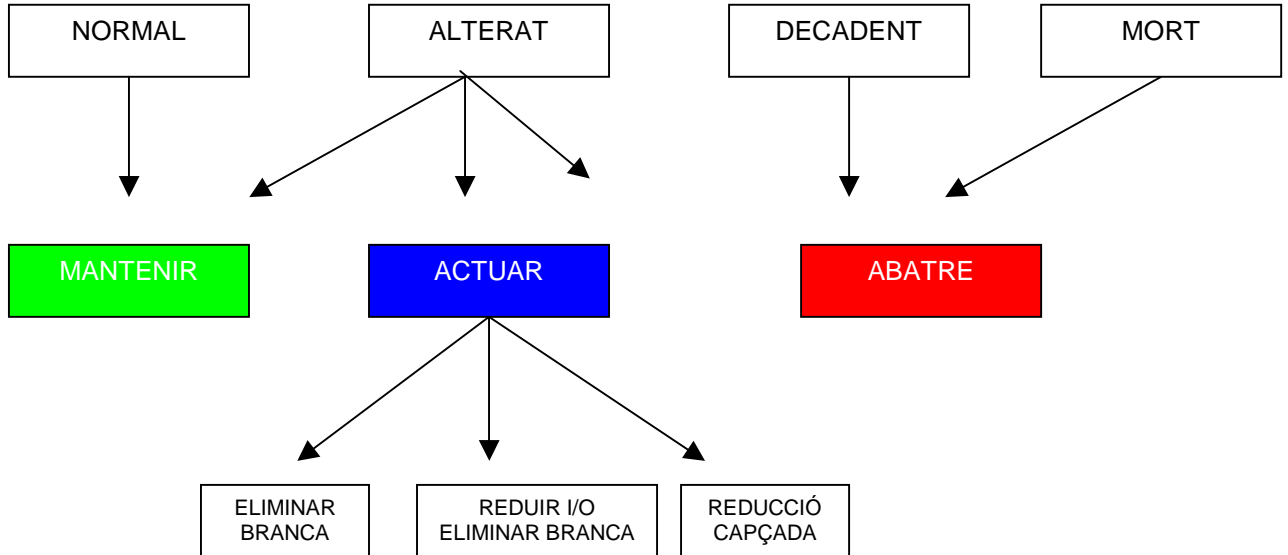 NORMAL
ALTERAT
DECADENT
MORT
MANTENIR
ACTUAR
ABATRE
ELIMINAR
BRANCA
REDUIR I/O
ELIMINAR BRANCA
REDUCCIÓ
CAPÇADA